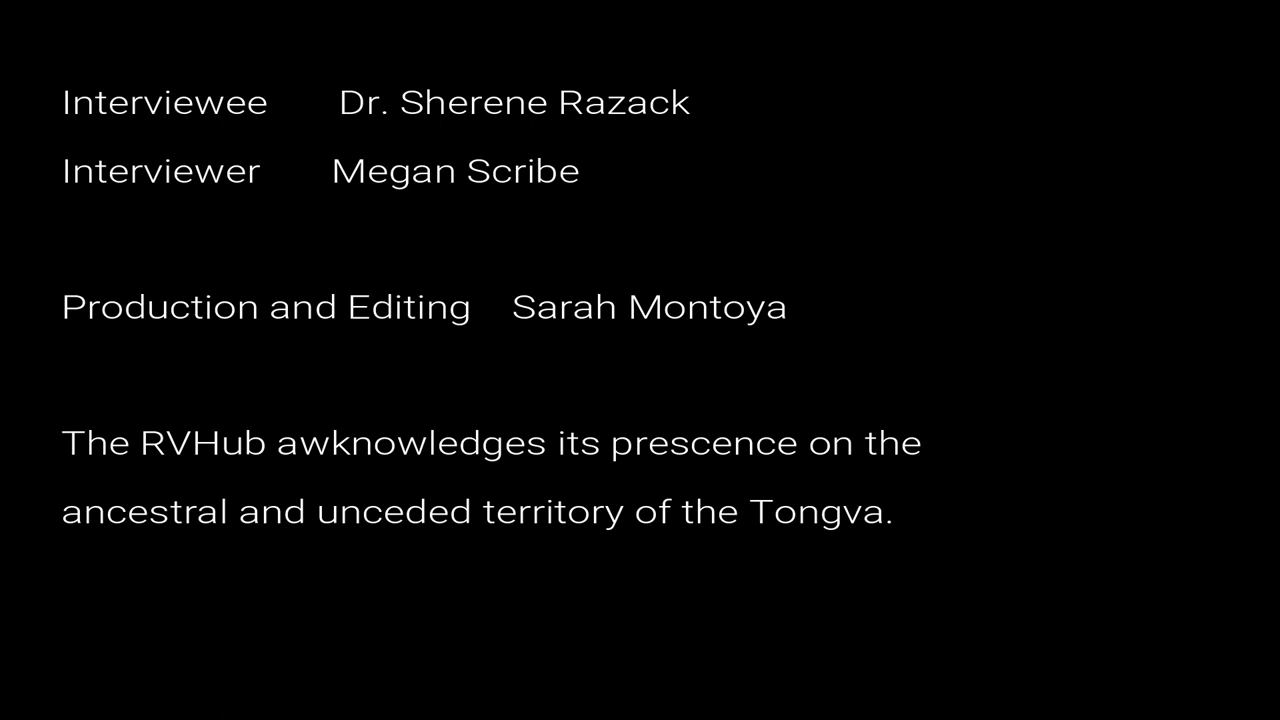 Interviewee Dr. Sherene Razack
Interviewer Megan Scribe
Production and Editing Sarah Montoya
The RVHub awknowledges its prescence on the
ancestral and unceded territory of the Tongva.